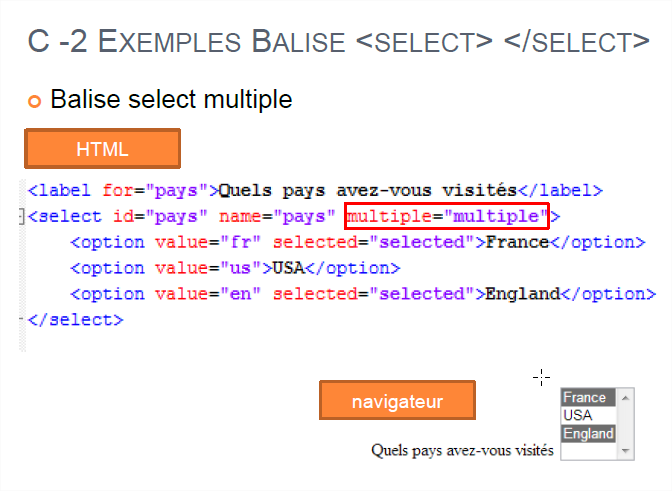 C -2 EXEMPLES BALISE <SELECT> </SELECT>
Balise select multiple
HTML
<label for="pays">Quels pays avez-vous visités</label>
<select id="pays" name="pays" multiple="multiple">
<option value="fr" selected="selected">France</option>
<option value="us">USA</option>
<option value="en" selected="selected">England</option>
</select>
navigateur
France
USA
England
Quels pays avez-vous visités